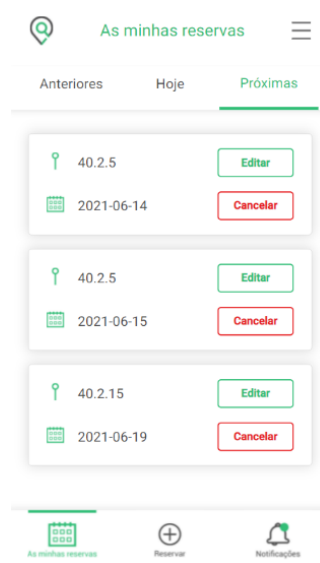 As minhas reservas
Anteriores Hoje Próximas
40.2.5 Editar
2021-06-14 Cancelar
40.2.5 Editar
2021-06-15 Cancelar
40.2.15 Editar
2021-06-19 Cancelar
As minhas reservas Reservar Notificações